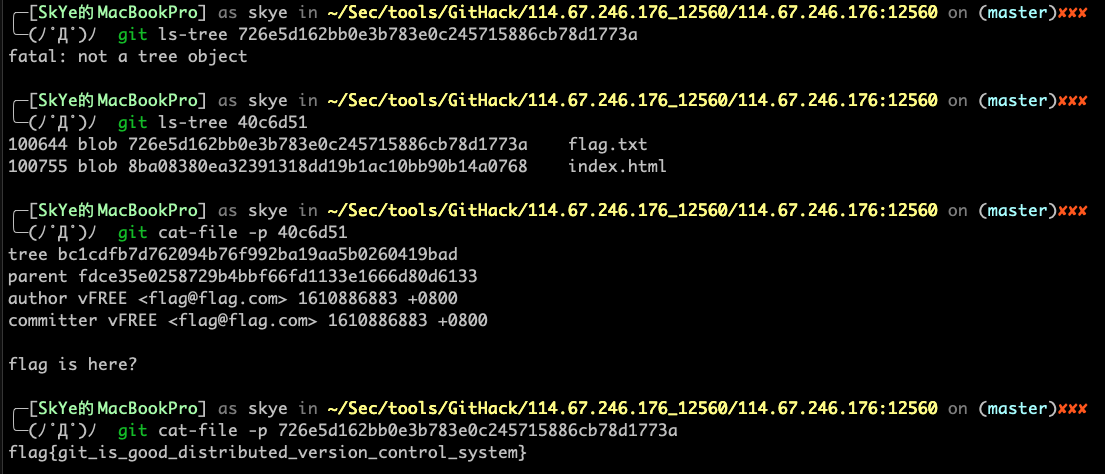 ╭─[SkYe的MacBookPro] as skye in ~/Sec/tools/GitHack/114.67.246.176_12560/114.67.246.176:12560 on (master)✘✘✘
╰─(ﾉ˚Д˚)ﾉ git ls-tree 726e5d162bb0e3b783e0c245715886cb78d1773a
fatal: not a tree object
╭─[SkYe的MacBookPro] as skye in ~/Sec/tools/GitHack/114.67.246.176_12560/114.67.246.176:12560 on (master)✘✘✘
╰─(ﾉ˚Д˚)ﾉ git ls-tree 40c6d51
100644 blob 726e5d162bb0e3b783e0c245715886cb78d1773a    flag.txt
100755 blob 8ba08380ea32391318dd19b1ac10bb90b14a0768    index.html
╭─[SkYe的MacBookPro] as skye in ~/Sec/tools/GitHack/114.67.246.176_12560/114.67.246.176:12560 on (master)✘✘✘
╰─(ﾉ˚Д˚)ﾉ git cat-file -p 40c6d51
tree bc1cdfb7d762094b76f992ba19aa5b0260419bad
parent fdce35e0258729b4bbf66fd1133e1666d80d6133
author vFREE <flag@flag.com> 1610886883 +0800
committer vFREE <flag@flag.com> 1610886883 +0800
flag is here?
╭─[SkYe的MacBookPro] as skye in ~/Sec/tools/GitHack/114.67.246.176_12560/114.67.246.176:12560 on (master)✘✘✘
╰─(ﾉ˚Д˚)ﾉ git cat-file -p 726e5d162bb0e3b783e0c245715886cb78d1773a
flag{git_is_good_distributed_version_control_system}